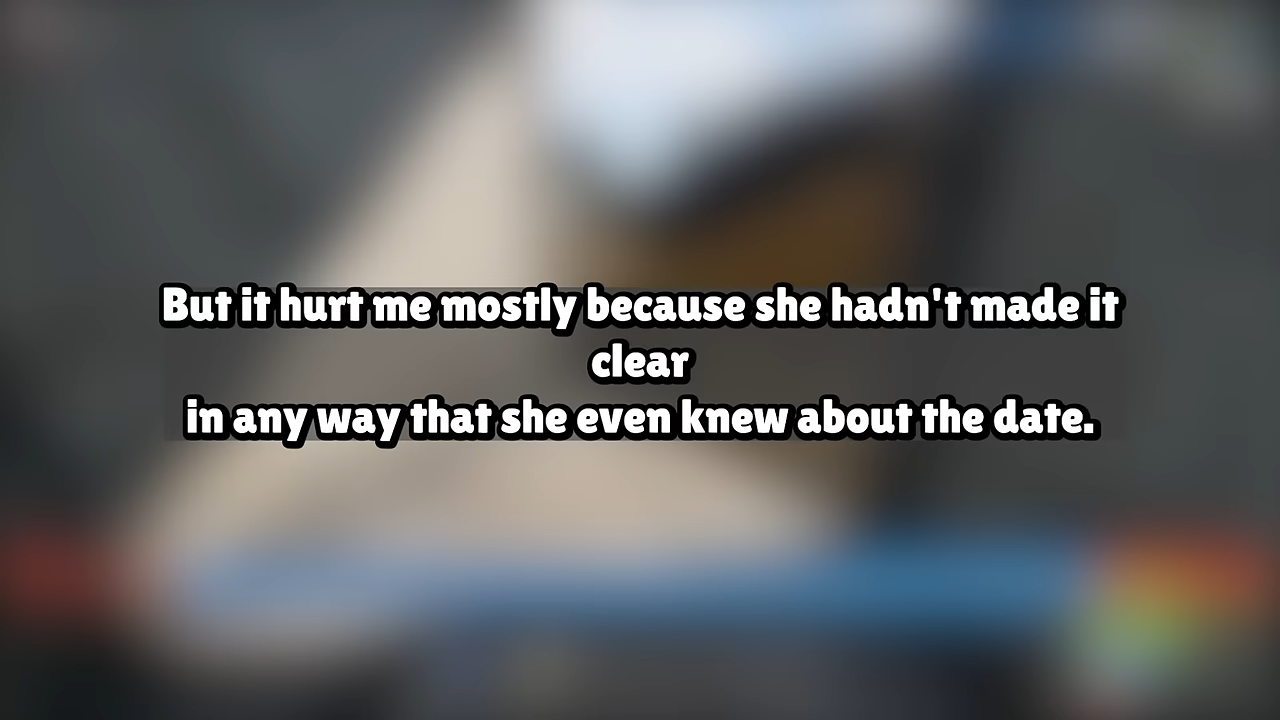 But it hurt me mostly because she hadn't made it
clear
in any way that she even knew about the date.